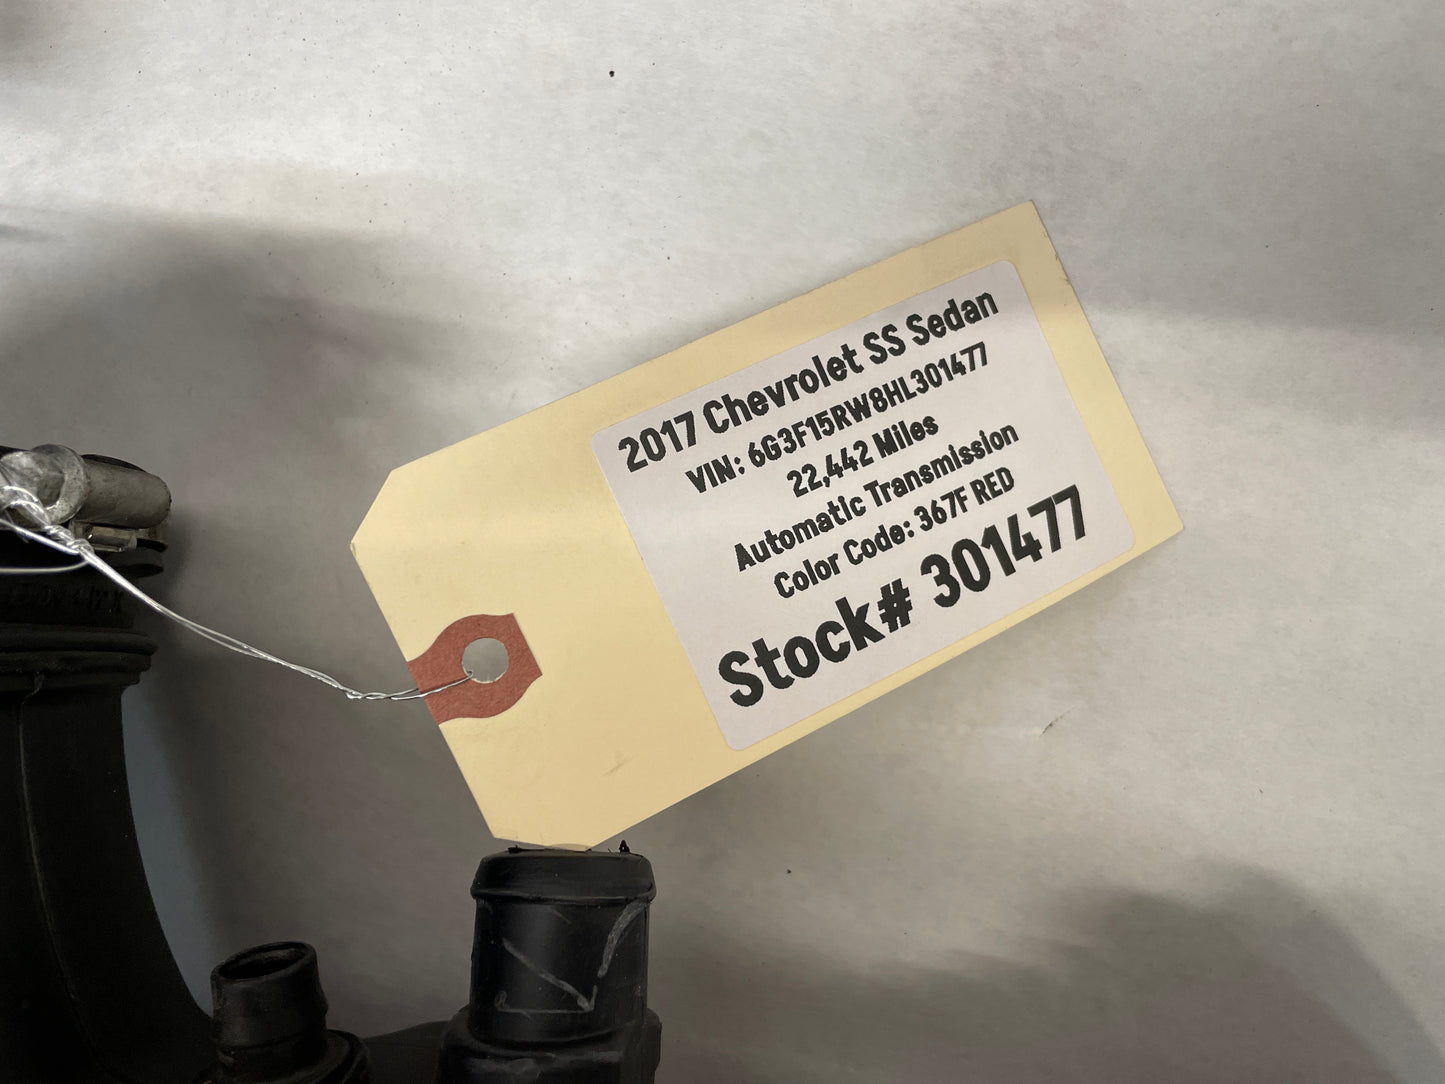 2017 Chevrolet SS Sedan
VIN: 6G3F15RW8HL301477
22,442 Miles
Automatic Transmission
Color Code: 367F RED
Stock# 301477